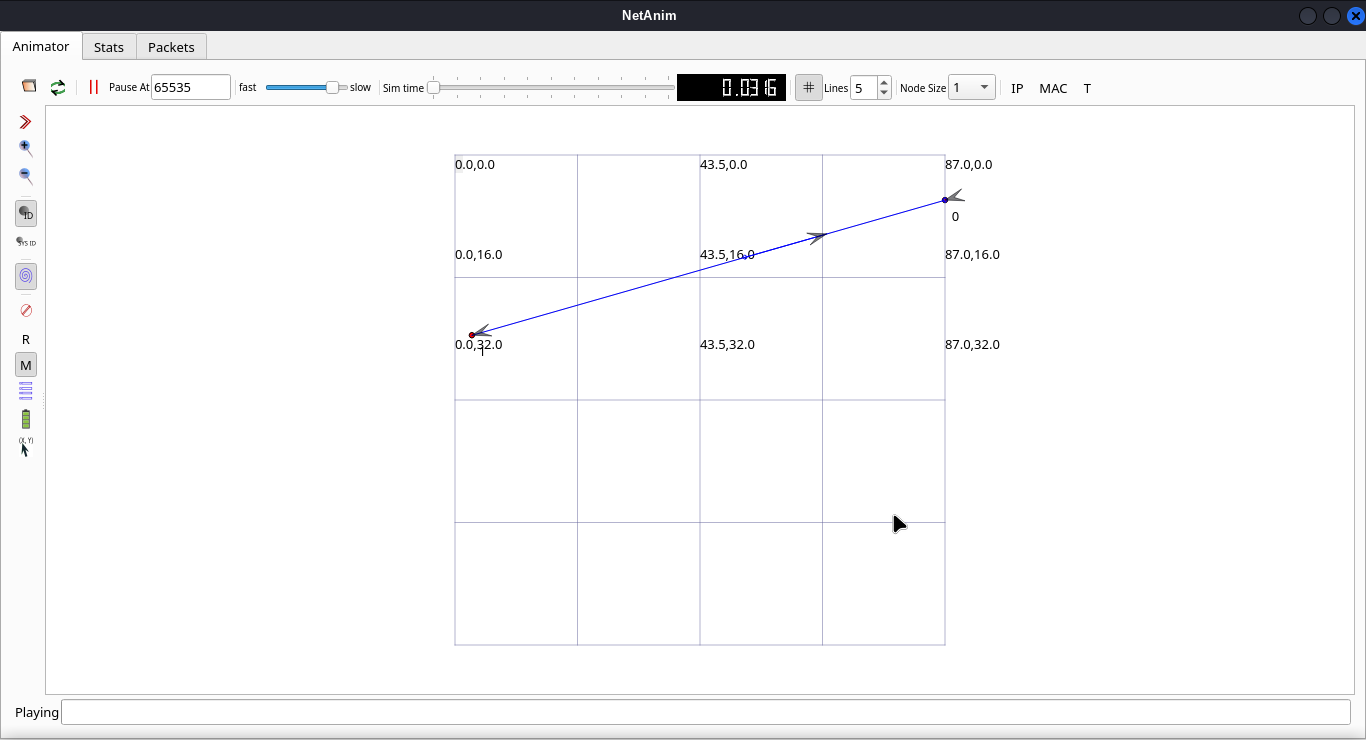 NetAnim
Animator Stats Packets
Pause At 65535 fast slow Sim time 0.0316 # Lines 5 Node Size 1 IP MAC T
ID
SYS ID
R
M
(X, Y)
0.0,0.0 43.5,0.0 87.0,0.0
0
0.0,16.0 43.5,16.0 87.0,16.0
0.0,32.0 43.5,32.0 87.0,32.0
1
Playing